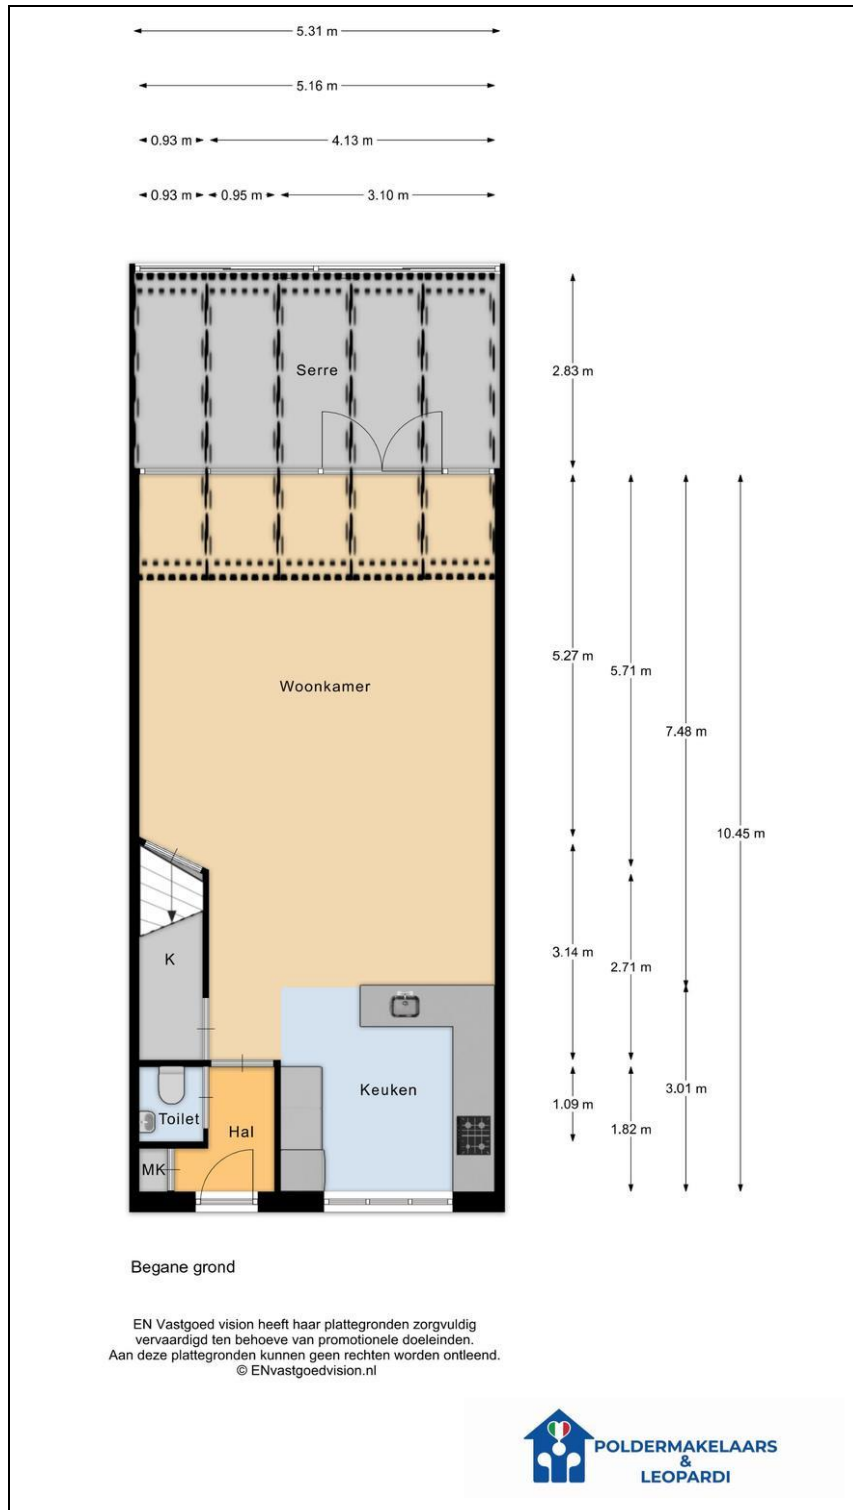 5.31 m
5.16 m
0.93 m
4.13 m
0.93 m
0.95 m
3.10 m
Serre
2.83 m
Woonkamer
5.27 m
5.71 m
7.48 m
10.45 m
K
3.14 m
2.71 m
Keuken
3.01 m
1.09 m
Toilet
Hal
1.82 m
MK
Begane grond
EN Vastgoed vision heeft haar plattegronden zorgvuldig
vervaardigd ten behoeve van promotionele doeleinden.
Aan deze plattegronden kunnen geen rechten worden ontleend.
© ENvastgoedvision.nl
POLDERMAKELAARS
&
LEOPARDI